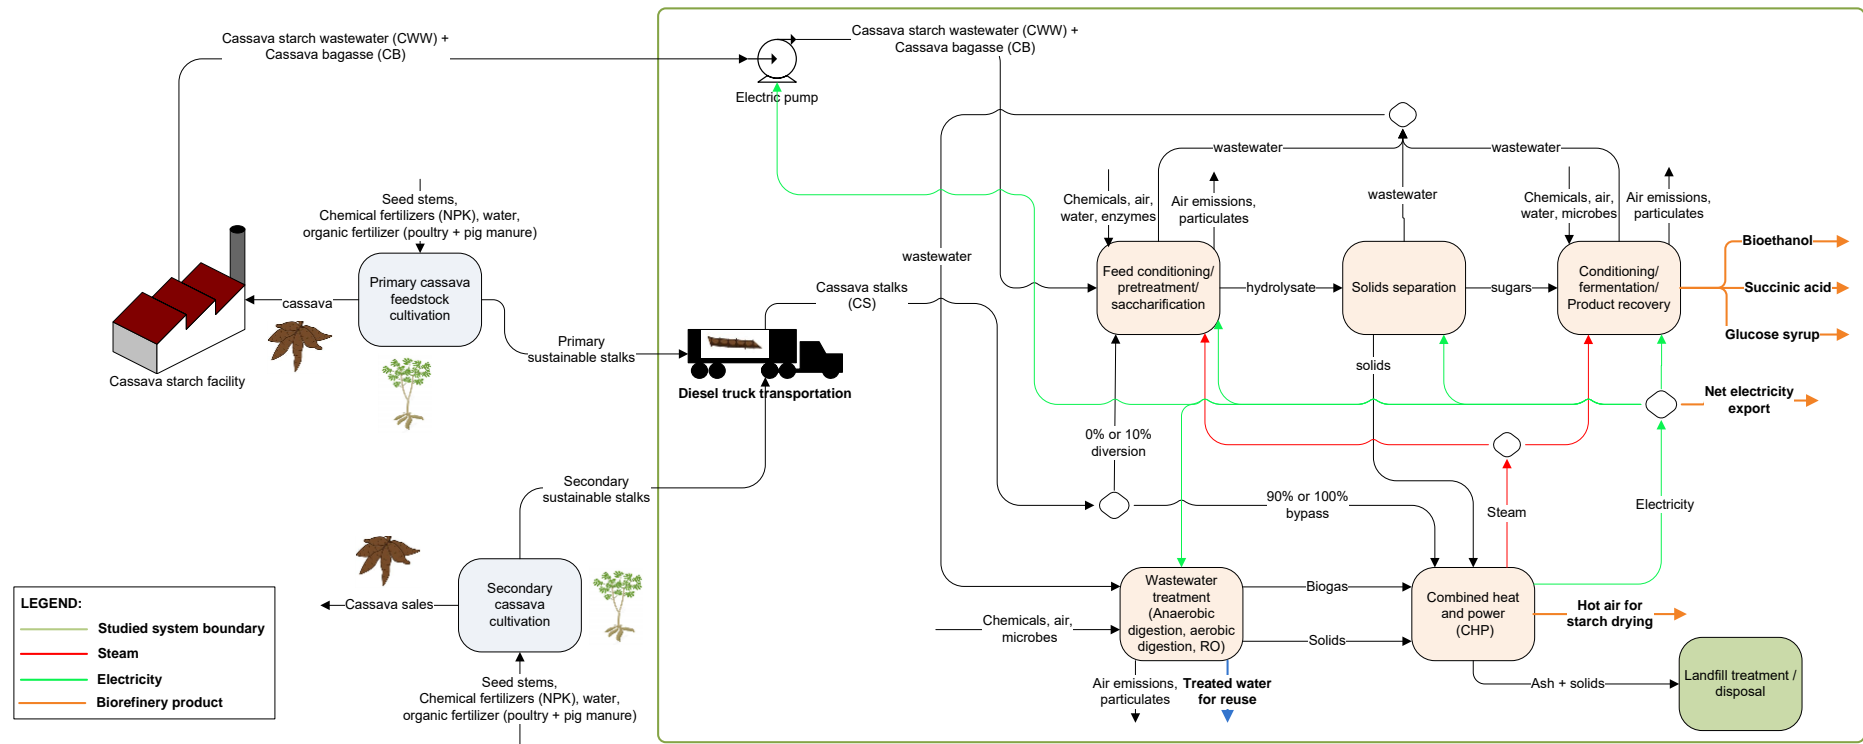 Cassava starch wastewater (CWW) +
Cassava bagasse (CB)
Cassava starch wastewater (CWW) +
Cassava bagasse (CB)
Electric pump
wastewater
wastewater
wastewater
wastewater
Seed stems,
Chemical fertilizers (NPK), water,
organic fertilizer (poultry + pig manure)
Chemicals, air,
water, enzymes
Air emissions,
particulates
Chemicals, air,
water, microbes
Air emissions,
particulates
Primary cassava
feedstock
cultivation
cassava
Cassava starch facility
Primary
sustainable stalks
Cassava stalks
(CS)
Diesel truck transportation
Feed conditioning/
pretreatment/
saccharification
hydrolysate
Solids separation
sugars
Conditioning/
fermentation/
Product recovery
Bioethanol
Succinic acid
Glucose syrup
solids
Net electricity
export
0% or 10%
diversion
Secondary
sustainable stalks
90% or 100%
bypass
Steam
Electricity
Cassava sales
Secondary
cassava
cultivation
Seed stems,
Chemical fertilizers (NPK), water,
organic fertilizer (poultry + pig manure)
Chemicals, air,
microbes
Wastewater
treatment
(Anaerobic
digestion, aerobic
digestion, RO)
Biogas
Solids
Combined heat
and power
(CHP)
Hot air for
starch drying
Air emissions,
particulates
Treated water
for reuse
Ash + solids
Landfill treatment /
disposal
LEGEND:
Studied system boundary
Steam
Electricity
Biorefinery product